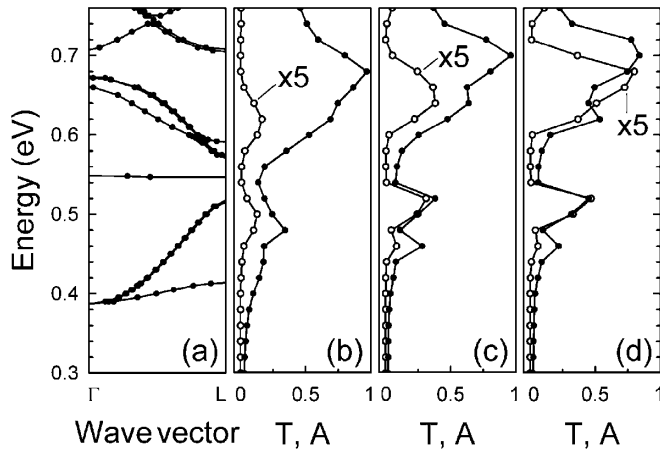 Energy (eV)
0.7
0.6
0.5
0.4
0.3
x5
x5
x5
(a)
(b)
(c)
(d)
Γ L 0 0.5 1 0 0.5 1 0 0.5 1
Wave vector T, A T, A T, A